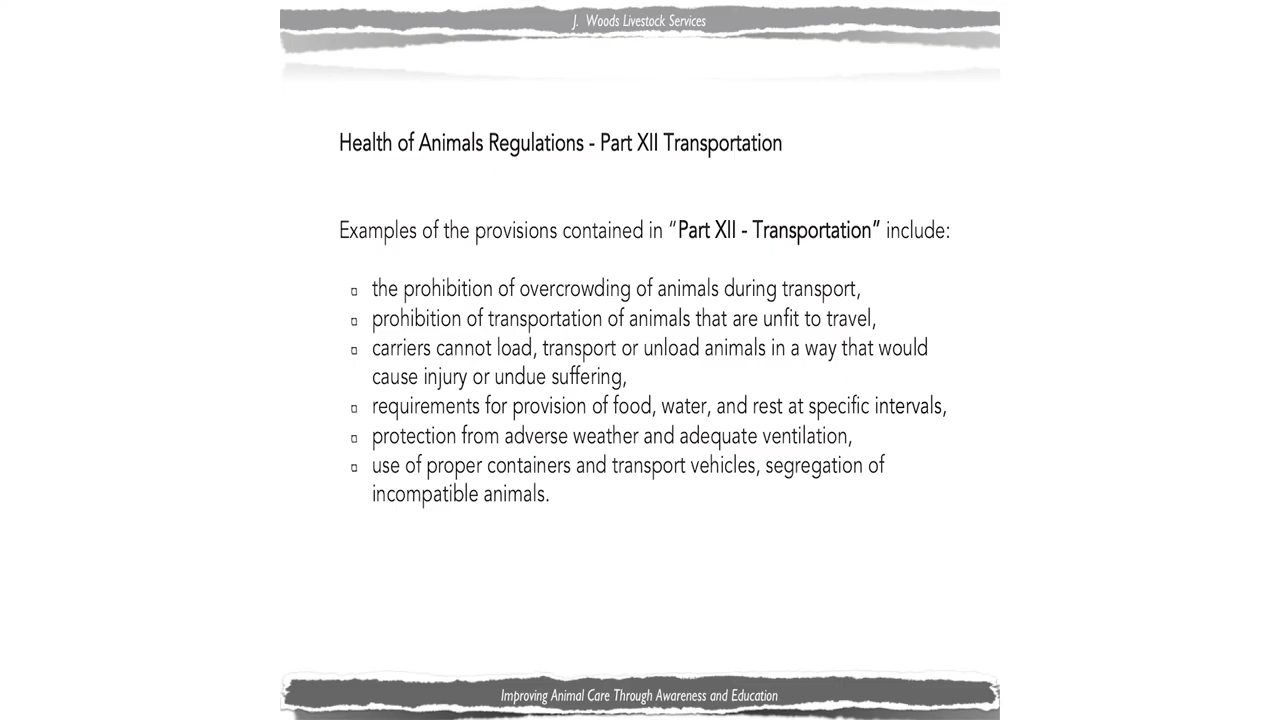 J. Woods Livestock Services
Health of Animals Regulations - Part XII Transportation
Examples of the provisions contained in “Part XII - Transportation” include:
the prohibition of overcrowding of animals during transport,
prohibition of transportation of animals that are unfit to travel,
carriers cannot load, transport or unload animals in a way that would
cause injury or undue suffering,
requirements for provision of food, water, and rest at specific intervals,
protection from adverse weather and adequate ventilation,
use of proper containers and transport vehicles, segregation of
incompatible animals.
Improving Animal Care Through Awareness and Education